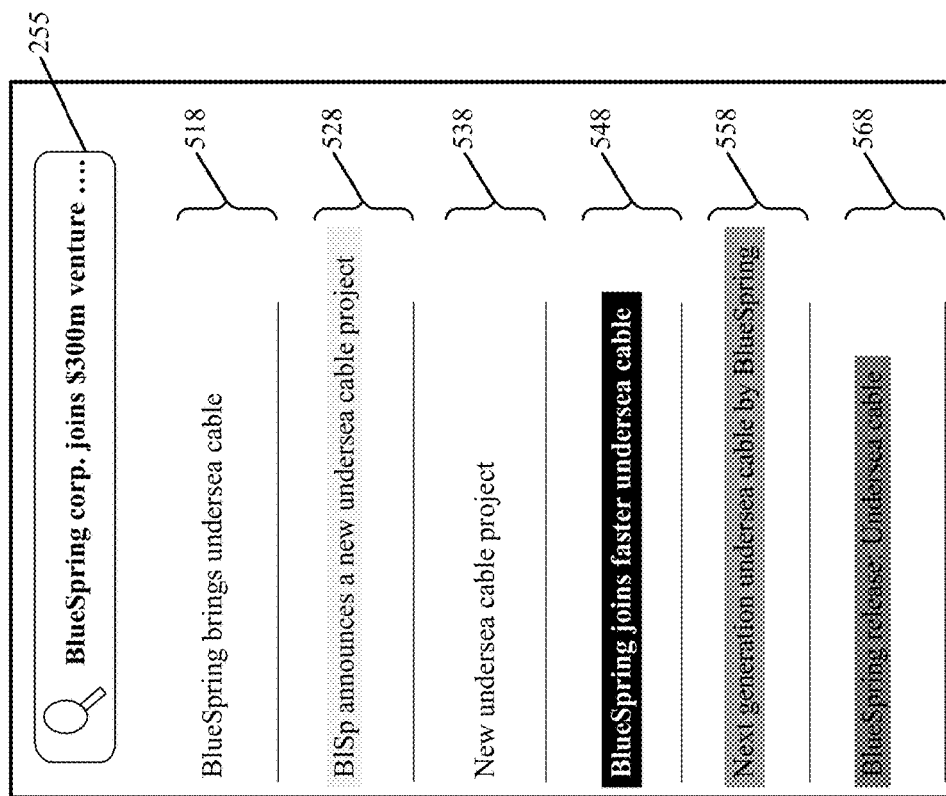 BlueSpring corp. joins $300m venture ....
255
BlueSpring brings undersea cable
518
BlSp announces a new undersea cable project
528
New undersea cable project
538
BlueSpring joins faster undersea cable
548
Next generation undersea cable by BlueSpring
558
BlueSpring release: Undersea cable
568